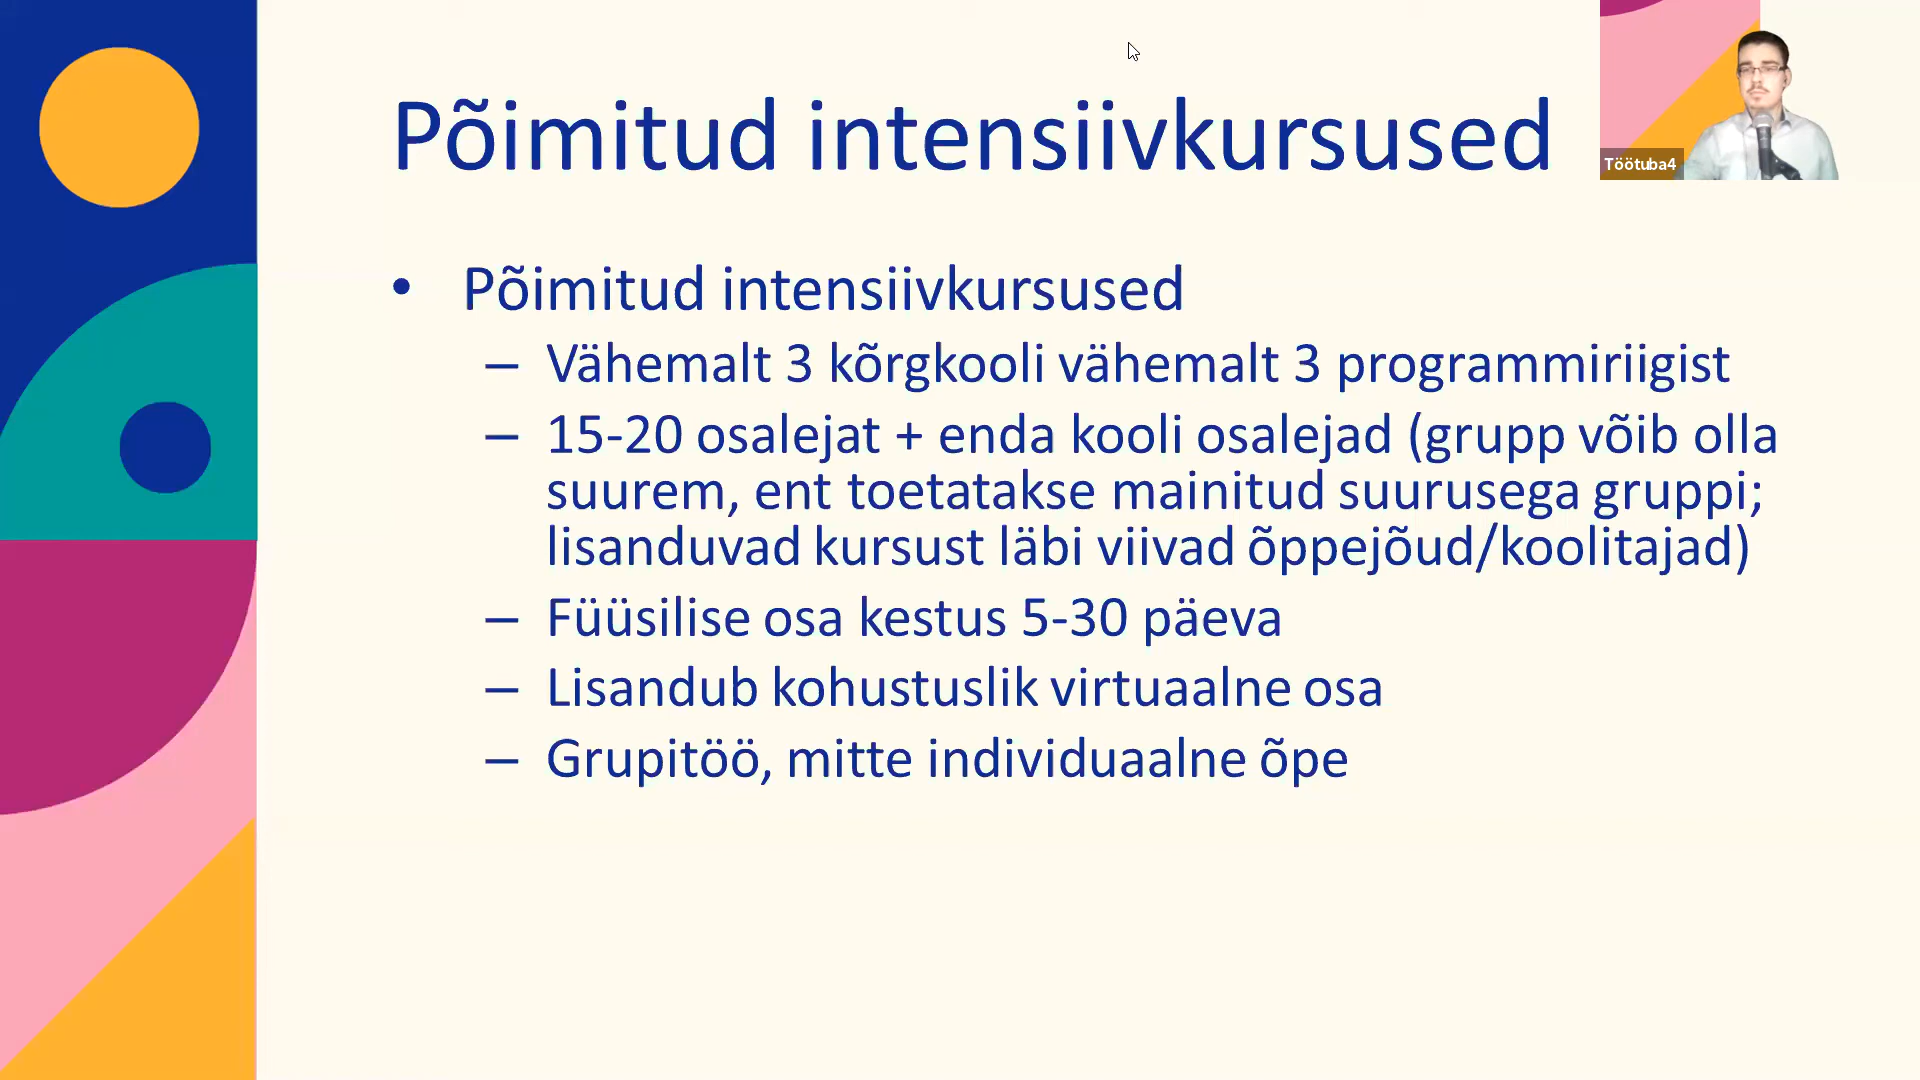 Põimitud intensiivkursused
Töötuba4
• Põimitud intensiivkursused
– Vähemalt 3 kõrgkooli vähemalt 3 programmiriigist
– 15-20 osalejat + enda kooli osalejad (grupp võib olla
suurem, ent toetatakse mainitud suurusega gruppi;
lisanduvad kursust läbi viivad õppejõud/koolitajad)
– Füüsilise osa kestus 5-30 päeva
– Lisandub kohustuslik virtuaalne osa
– Grupitöö, mitte individuaalne õpe